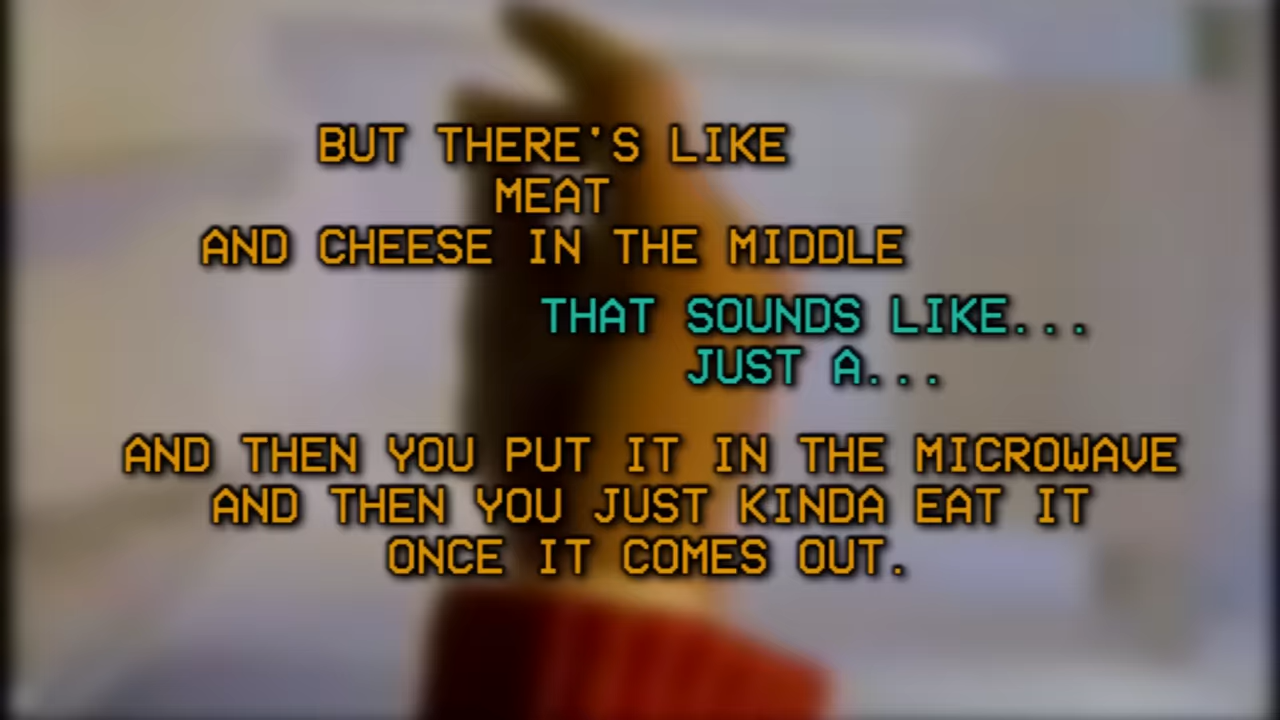 BUT THERE'S LIKE
MEAT
AND CHEESE IN THE MIDDLE
THAT SOUNDS LIKE...
JUST A...
AND THEN YOU PUT IT IN THE MICROWAVE
AND THEN YOU JUST KINDA EAT IT
ONCE IT COMES OUT.